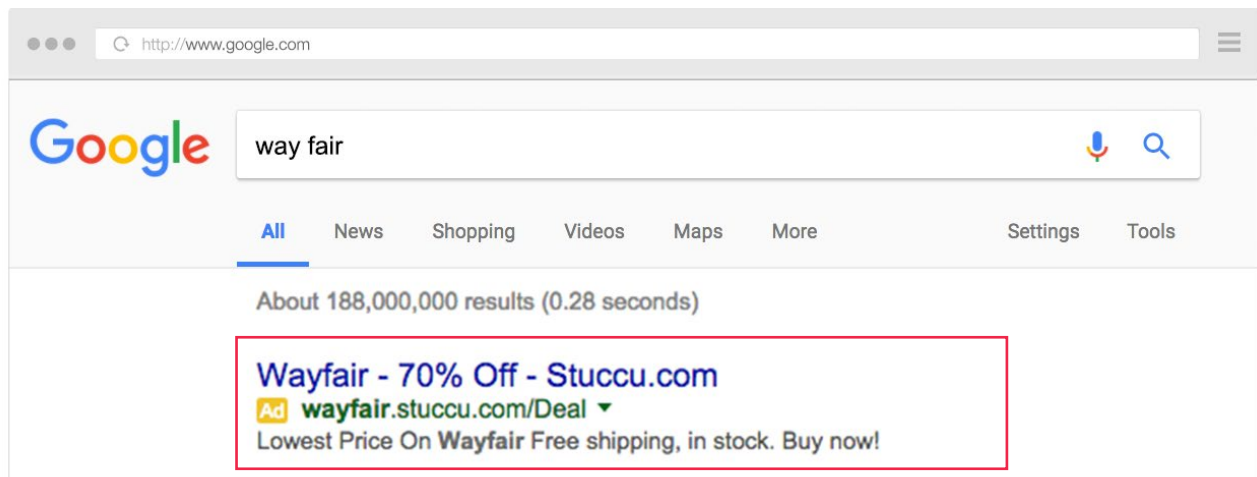 http://www.google.com
Google way fair
All News Shopping Videos Maps More Settings Tools
About 188,000,000 results (0.28 seconds)
Wayfair - 70% Off - Stuccu.com
Ad wayfair.stuccu.com/Deal
Lowest Price On Wayfair Free shipping, in stock. Buy now!